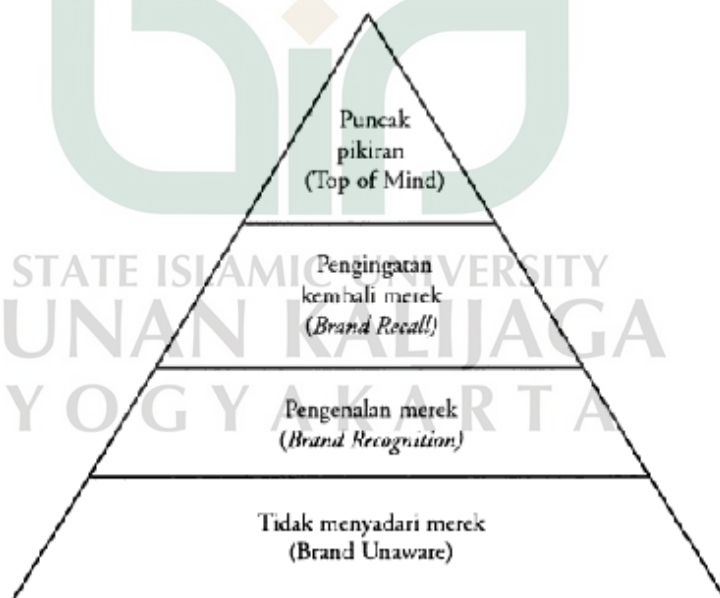 Puncak
pikiran
(Top of Mind)
STATE ISLAMIC UNIVERSITY
Pengingatan
kembali merek
(Brand Recall)
UNAN KALIJAGA
YOGYAKARTA
Pengenalan merek
(Brand Recognition)
Tidak menyadari merek
(Brand Unaware)